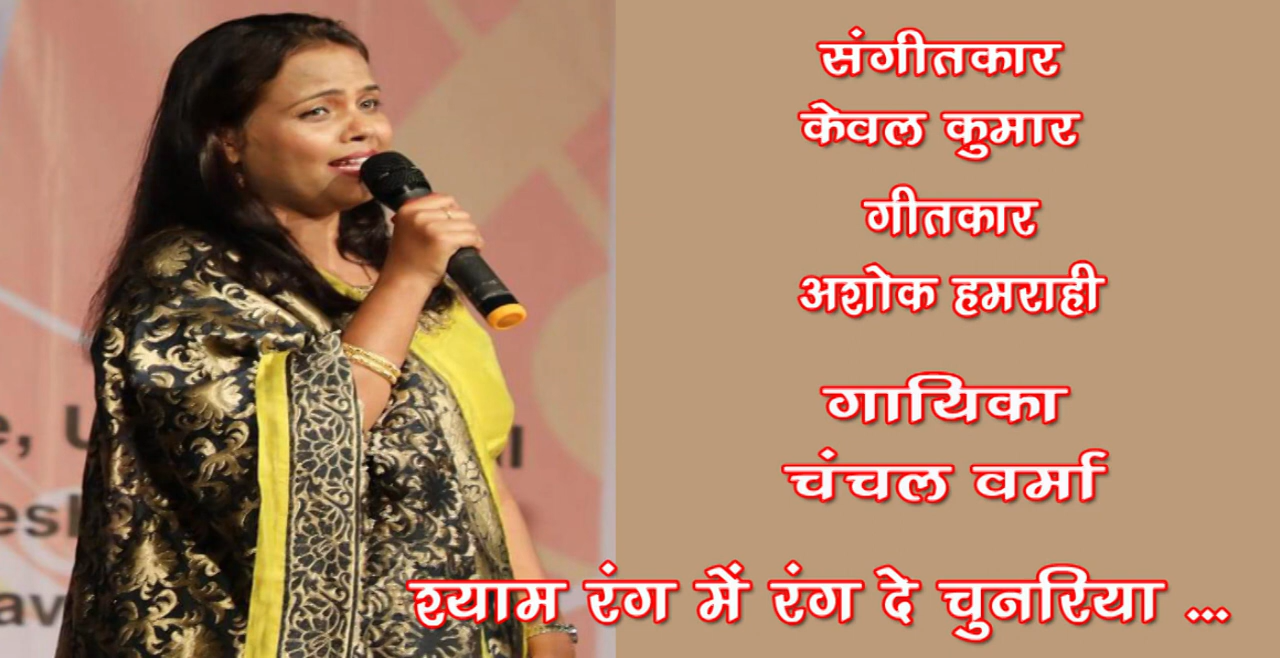 संगीतकार
केवल कुमार
गीतकार
अशोक हमराही
गायिका
चंचल वर्मा
श्याम रंग में रंग दे चुनरिया ...